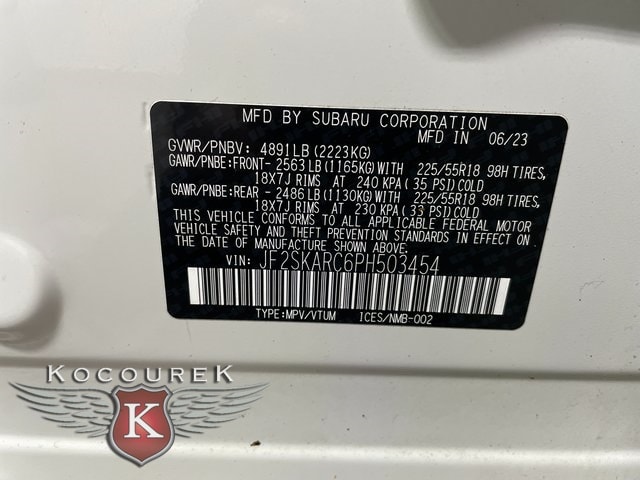 MFD BY SUBARU CORPORATION
MFD IN 06/23
GVWR/PNBV: 4891LB (2223KG)
GAWR/PNBE:FRONT- 2563LB (1165KG)WITH 225/55R18 98H TIRES,
18X7J RIMS AT 240 KPA( 35 PSI)COLD
GAWR/PNBE:REAR - 2486LB (1130KG)WITH 225/55R18 98H TIRES,
18X7J RIMS AT 230 KPA( 33 PSI)COLD
THIS VEHICLE CONFORMS TO ALL APPLICABLE FEDERAL MOTOR
VEHICLE SAFETY AND THEFT PREVENTION STANDARDS IN EFFECT
ON THE DATE OF MANUFACTURE SHOWN ABOVE.
VIN: JF2SKARC6PH503454
TYPE:MPV/VTUM ICES/NMB-002
KOCOUREK
K